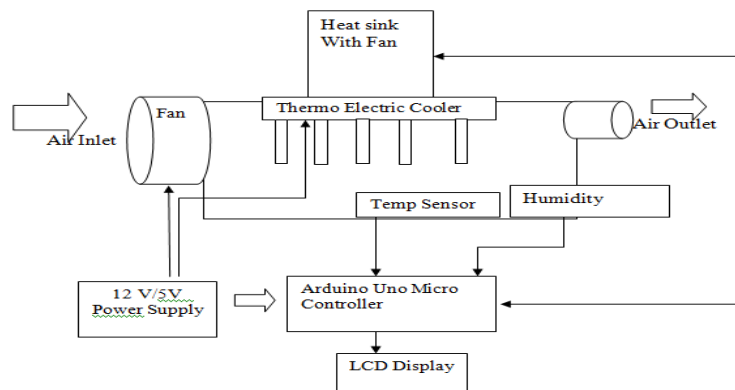 Heat sink
With Fan
Thermo Electric Cooler
Fan
Air Inlet
Air Outlet
Temp Sensor
Humidity
12 V/5V
Power Supply
Arduino Uno Micro
Controller
LCD Display